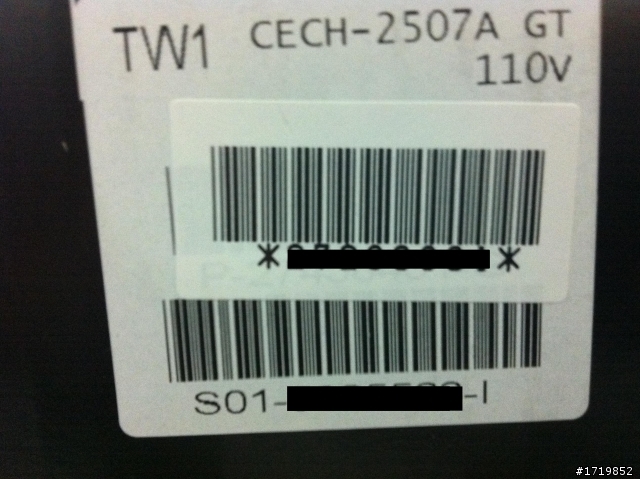 TW1 CECH-2507A GT
110V
S01- -I
#1719852